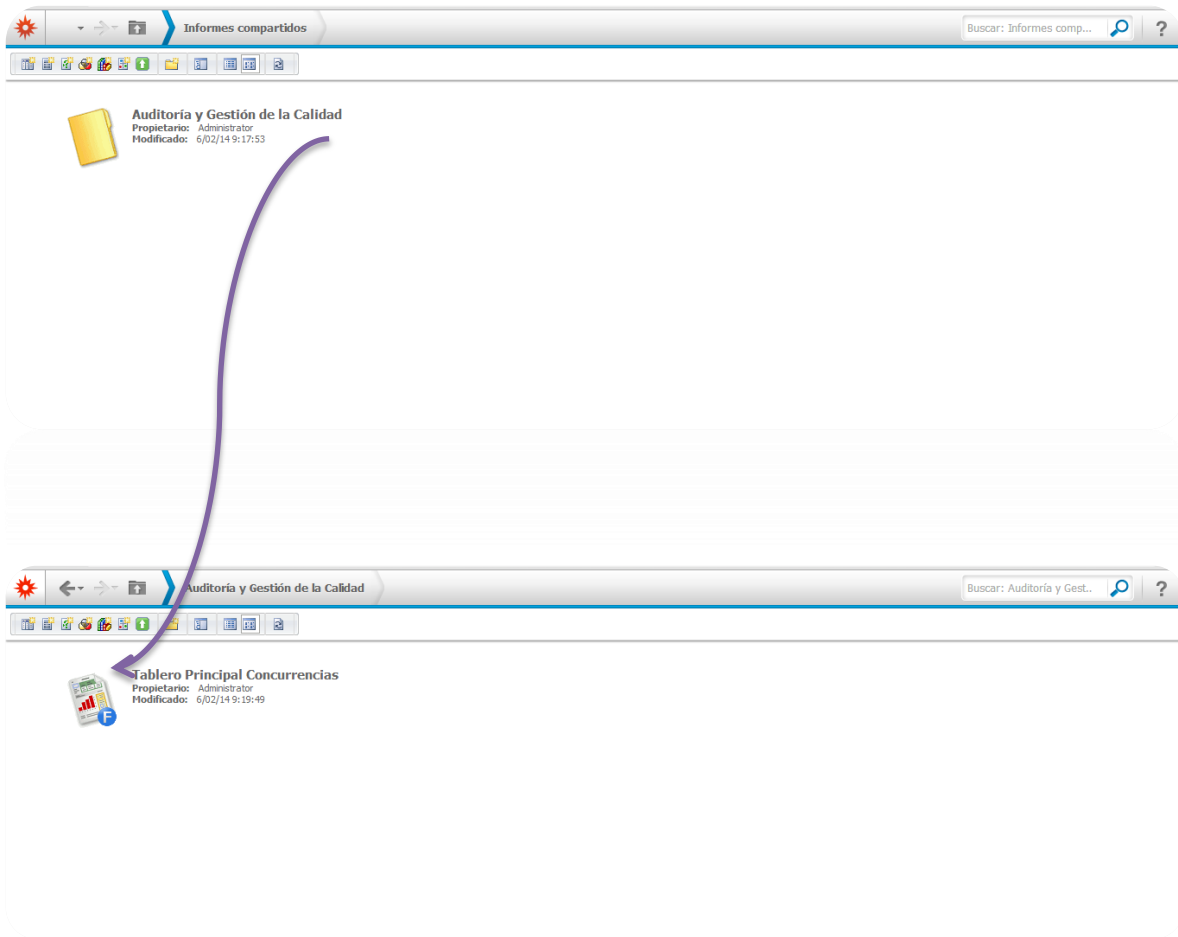 Informes compartidos
Buscar: Informes comp...
?
Auditoría y Gestión de la Calidad
Propietario: Administrator
Modificado: 6/02/14 9:17:53
Auditoría y Gestión de la Calidad
Buscar: Auditoría y Gest..
?
Tablero Principal Concurrencias
Propietario: Administrator
Modificado: 6/02/14 9:19:49
F